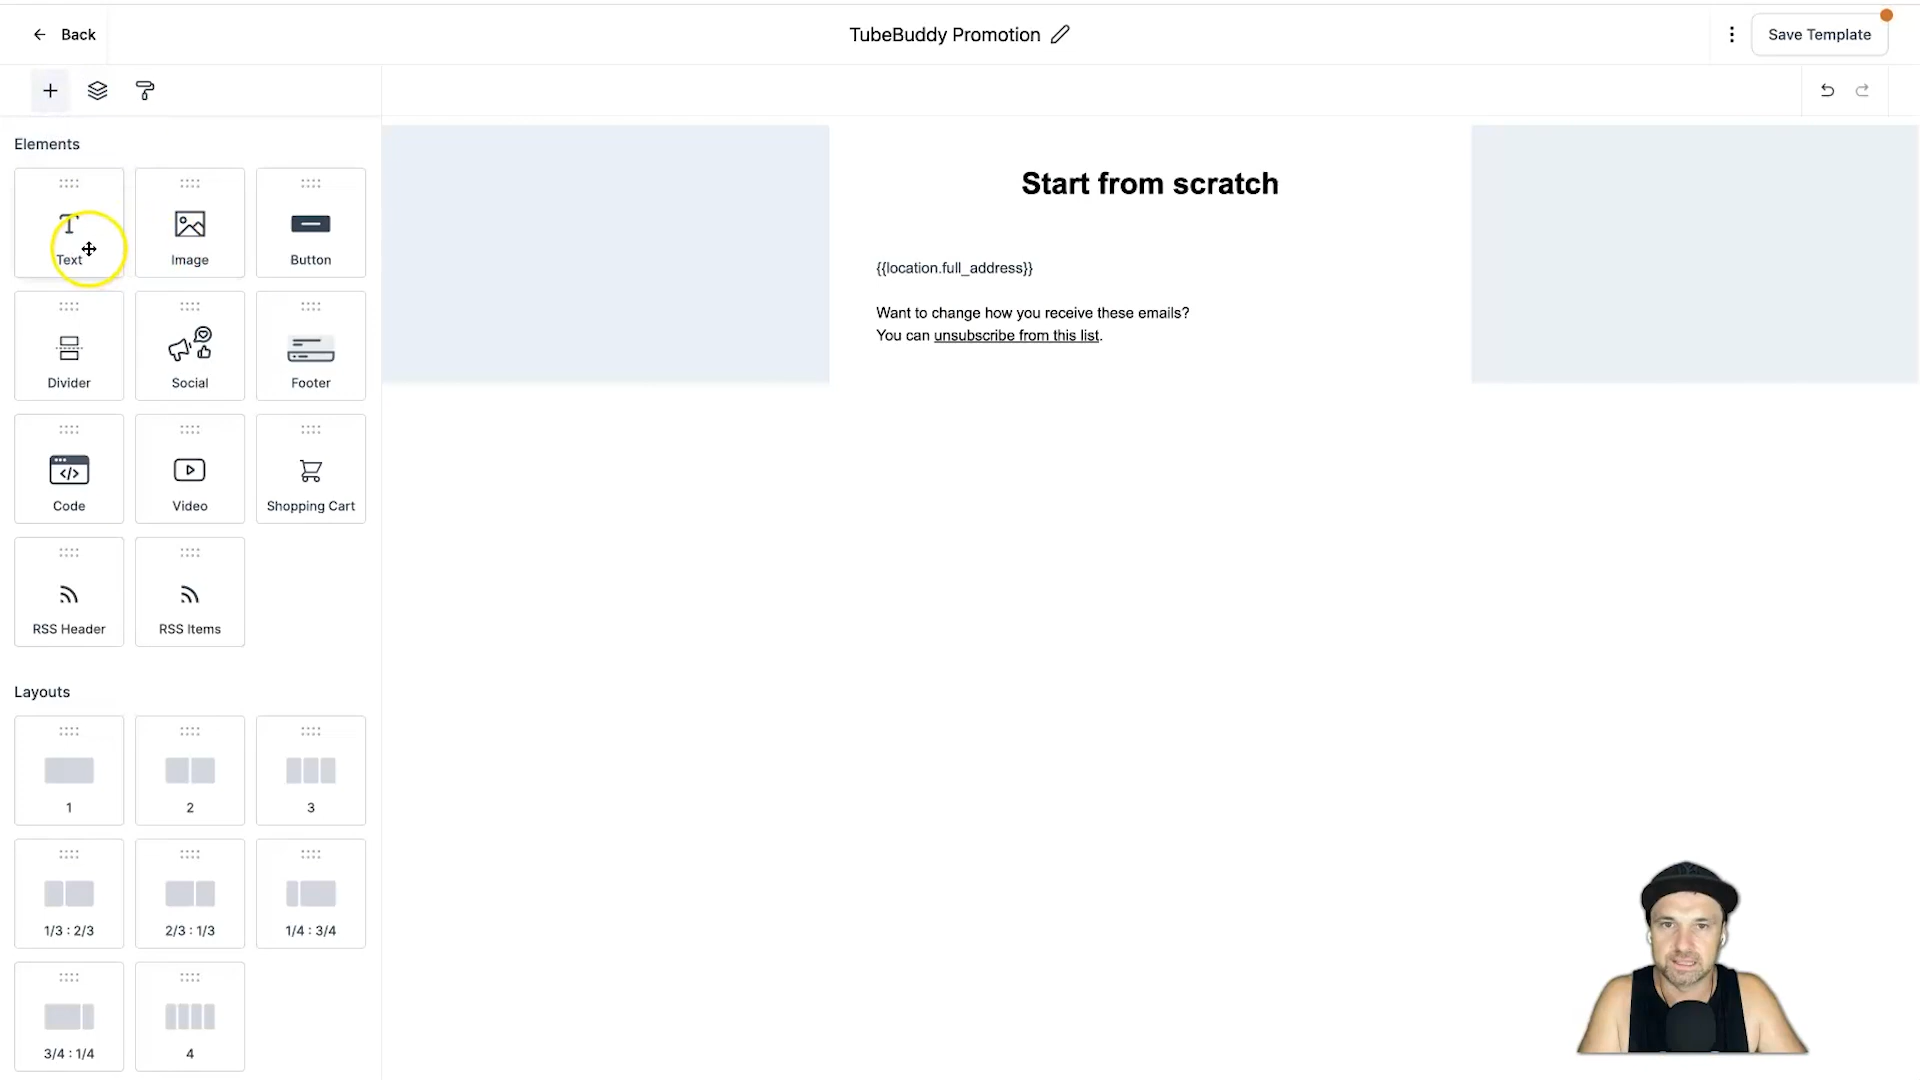 Back
TubeBuddy Promotion
Save Template
Elements
Start from scratch
Text
Image
Button
{{location.full_address}}
Want to change how you receive these emails?
You can unsubscribe from this list.
Divider
Social
Footer
Code
Video
Shopping Cart
RSS Header
RSS Items
Layouts
1
2
3
1/3 : 2/3
2/3 : 1/3
1/4 : 3/4
3/4 : 1/4
4